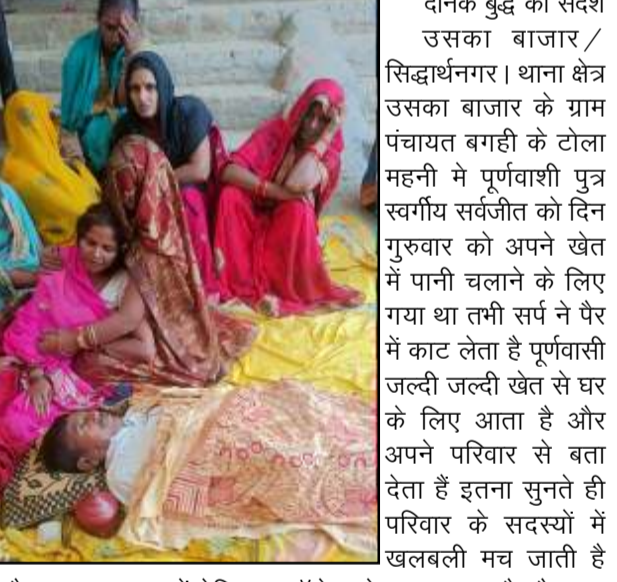 दैनिक बुद्ध का संदेश
उसका बाजार/
सिद्धार्थनगर। थाना क्षेत्र
उसका बाजार के ग्राम
पंचायत बगही के टोला
महनी मे पूर्णवाशी पुत्र
स्वर्गीय सर्वजीत को दिन
गुरुवार को अपने खेत
में पानी चलाने के लिए
गया था तभी सर्प ने पैर
में काट लेता है पूर्णवासी
जल्दी जल्दी खेत से घर
के लिए आता है और
अपने परिवार से बता
देता हैं इतना सुनते ही
परिवार के सदस्यों में
खलबली मच जाती है